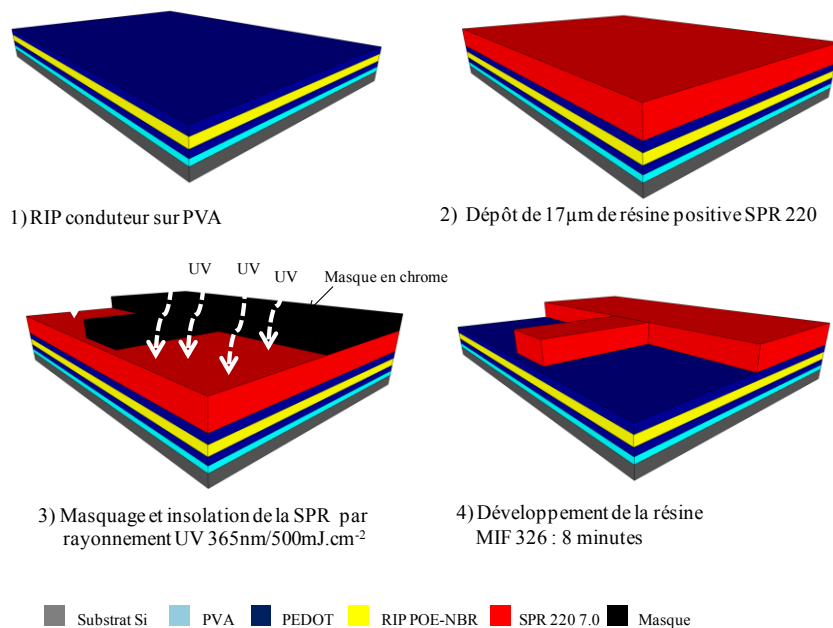 1) RIP conducteur sur PVA
2) Dépôt de 17µm de résine positive SPR 220
UV
UV
UV
Masque en chrome
3) Masquage et insolation de la SPR par
rayonnement UV 365nm/500mJ.cm-2
4) Développement de la résine
MIF 326 : 8 minutes
Substrat Si PVA PEDOT RIP POE-NBR SPR 220 7.0 Masque